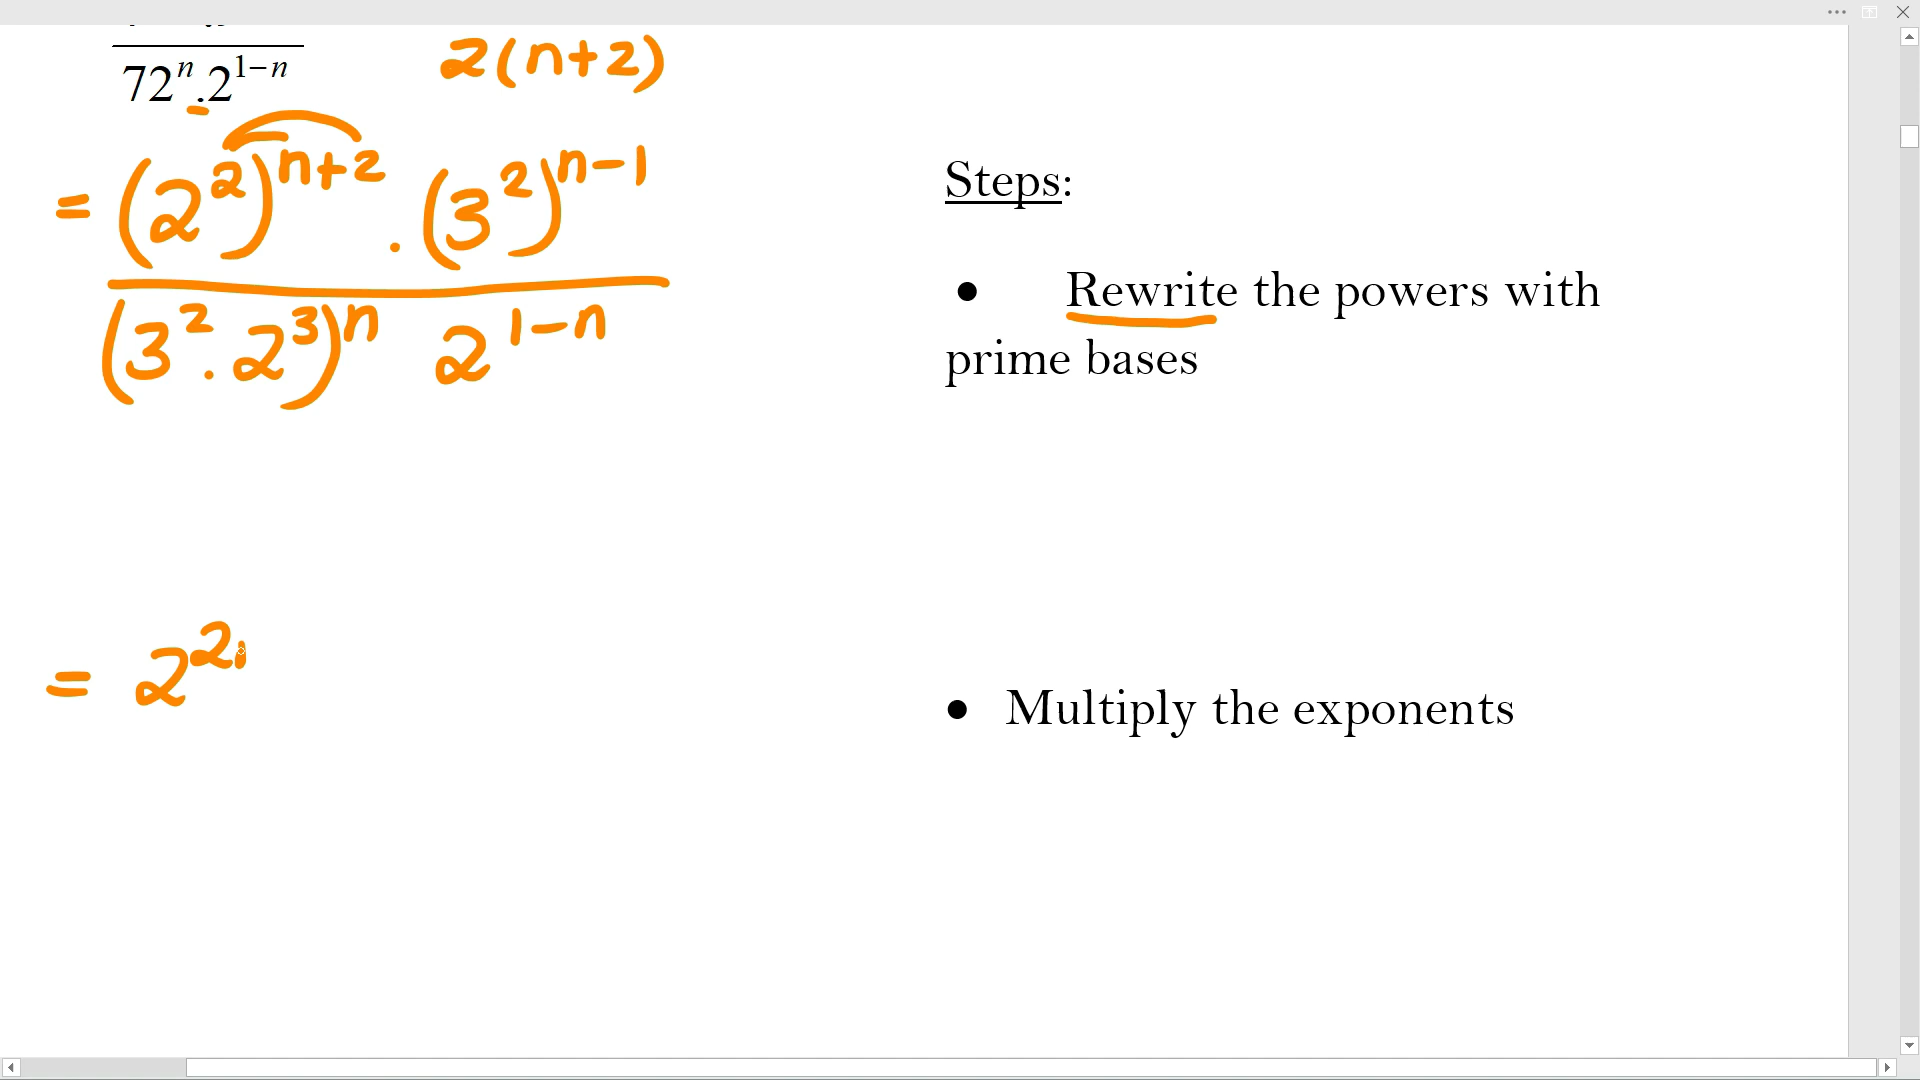 72^n . 2^{1-n}
2(n+2)
= (2^2)^{n+2} . (3^2)^{n-1}
(3^2 . 2^3)^n 2^{1-n}
Steps:
● Rewrite the powers with
prime bases
= 2^2
● Multiply the exponents